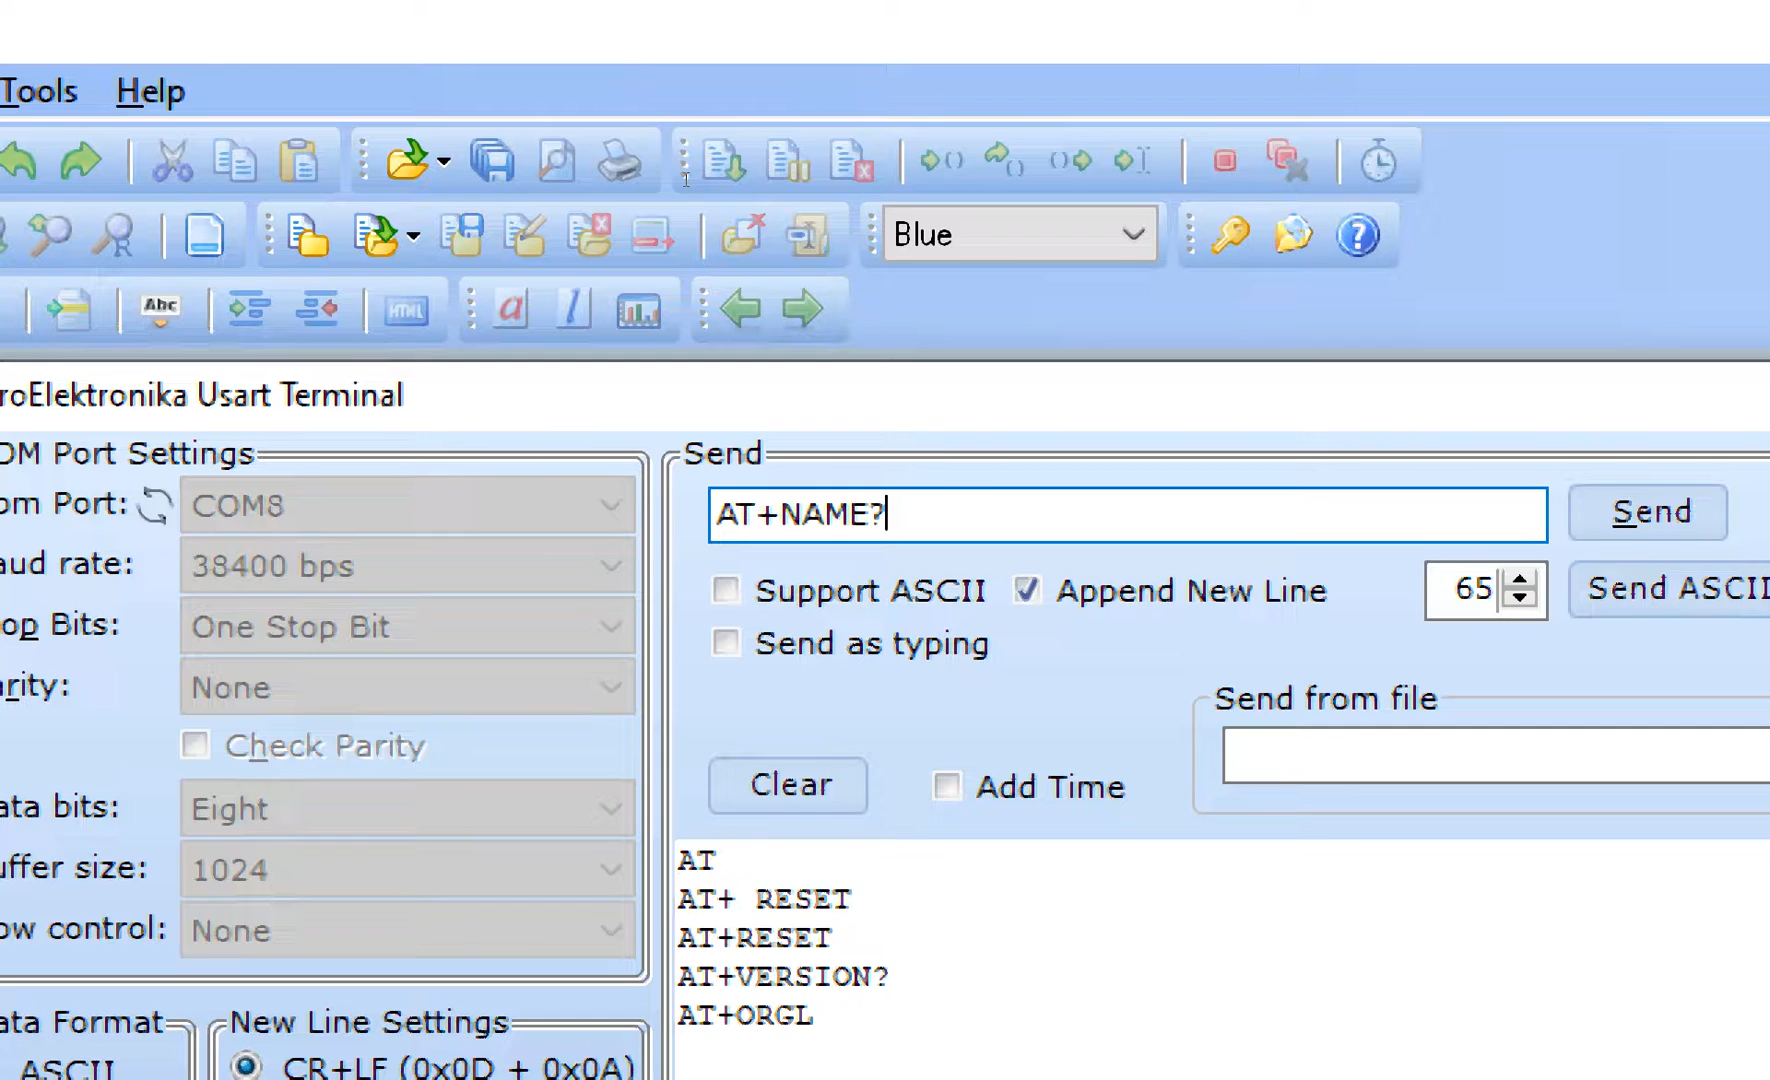 Tools Help
Blue
Abc
HTML
roElektronika Usart Terminal
OM Port Settings
om Port: COM8
aud rate: 38400 bps
op Bits: One Stop Bit
arity: None
Check Parity
ata bits: Eight
uffer size: 1024
ow control: None
ata Format
ASCII
New Line Settings
CR+LF (0x0D + 0x0A)
Send
AT+NAME? Send
Support ASCII Append New Line 65 Send ASCII
Send as typing
Send from file
Clear Add Time
AT
AT+ RESET
AT+RESET
AT+VERSION?
AT+ORGL